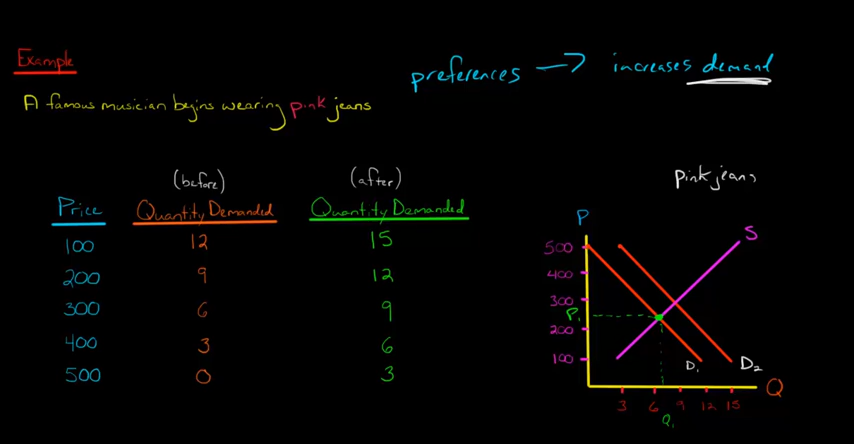 Example
preferences → increases demand
A famous musician begins wearing pink jeans
(before) (after)
Price Quantity Demanded Quantity Demanded
100 12 15
200 9 12
300 6 9
400 3 6
500 0 3
pink jeans
P
S
500
400
300
P₁
200
100
D₁ D₂
Q
3 6 9 12 15
Q₁